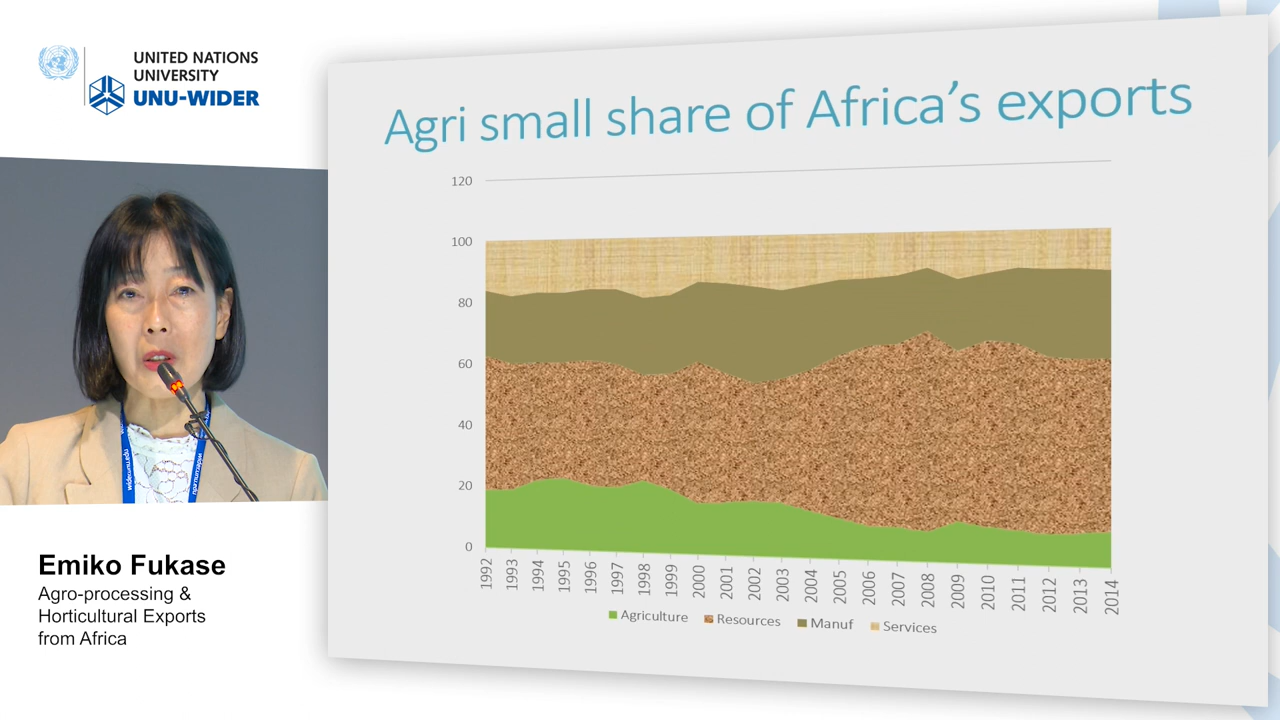 UNITED NATIONS
UNIVERSITY
UNU-WIDER
Agri small share of Africa's exports
120
100
80
60
40
20
0
1992 1993 1994 1995 1996 1997 1998 1999 2000 2001 2002 2003 2004 2005 2006 2007 2008 2009 2010 2011 2012 2013 2014
Agriculture Resources Manuf Services
Emiko Fukase
Agro-processing &
Horticultural Exports
from Africa